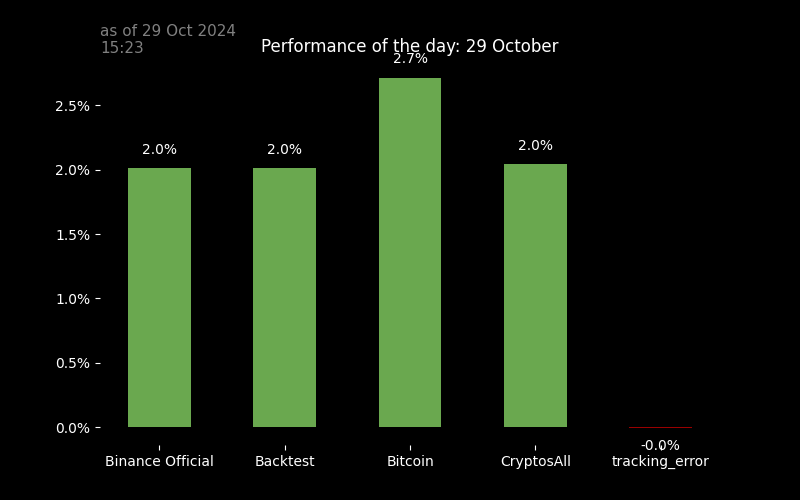 as of 29 Oct 2024
15:23
Performance of the day: 29 October
2.7%
2.5%
2.0%
2.0%
2.0%
2.0%
1.5%
1.0%
0.5%
0.0%
-0.0%
Binance Official
Backtest
Bitcoin
CryptosAll
tracking_error